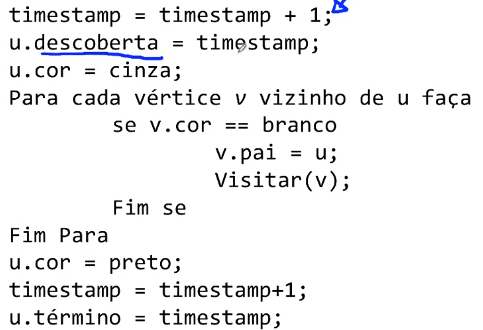 timestamp = timestamp + 1;
u.descoberta = timestamp;
u.cor = cinza;
Para cada vértice v vizinho de u faça
se v.cor == branco
v.pai = u;
Visitar(v);
Fim se
Fim Para
u.cor = preto;
timestamp = timestamp+1;
u.término = timestamp;